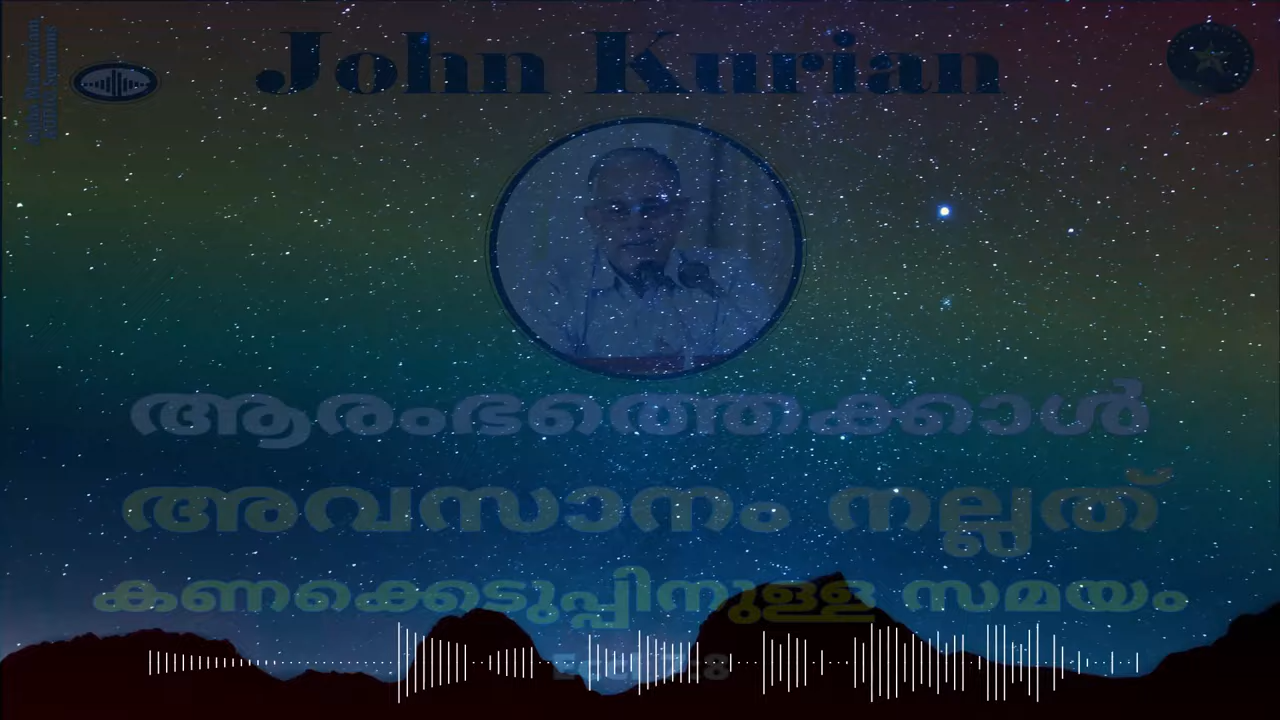 John Kurian
ആരംഭത്തെക്കാൾ
അവസാനം നല്ലത്
കണക്കെടുപ്പിനുള്ള സമയം